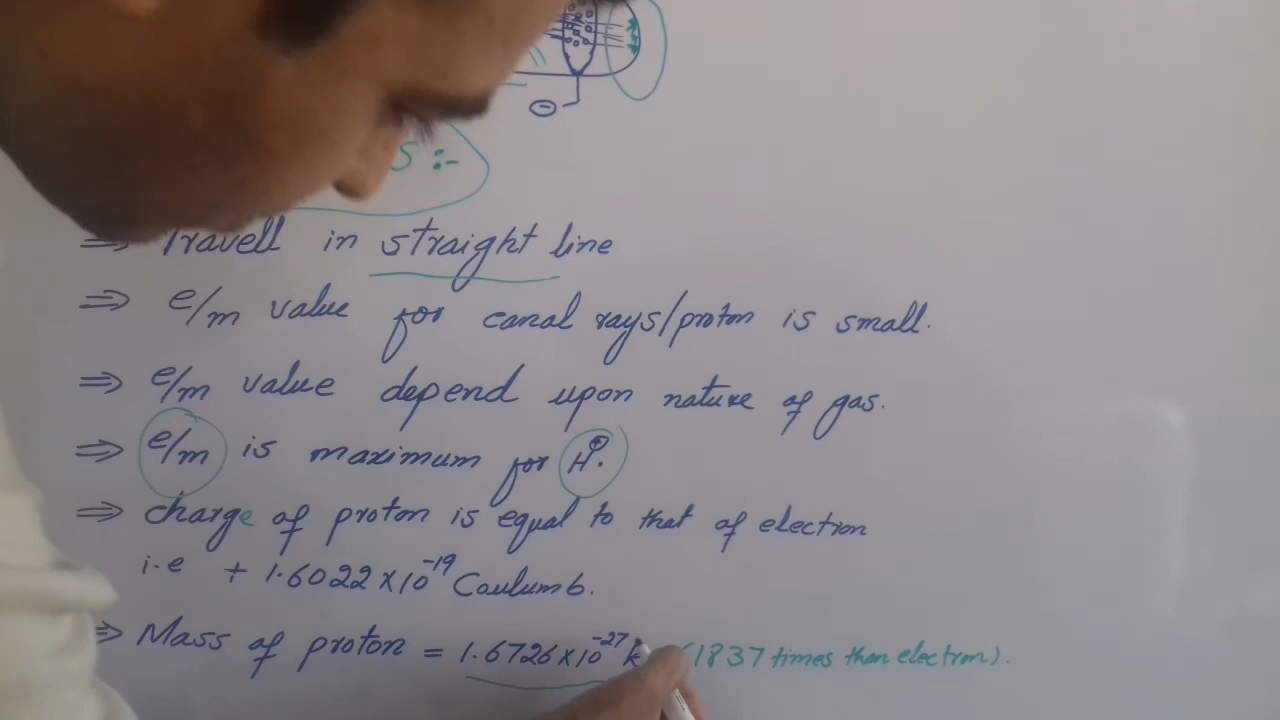 S :-
⇒ Travell in straight line
⇒ e/m value for canal rays/proton is small.
⇒ e/m value depend upon nature of gas.
⇒ e/m is maximum for H⁺.
⇒ charge of proton is equal to that of electron
i.e + 1.6022×10⁻¹⁹ Coulumb.
⇒ Mass of proton = 1.6726×10⁻²⁷ k (1837 times than electron).